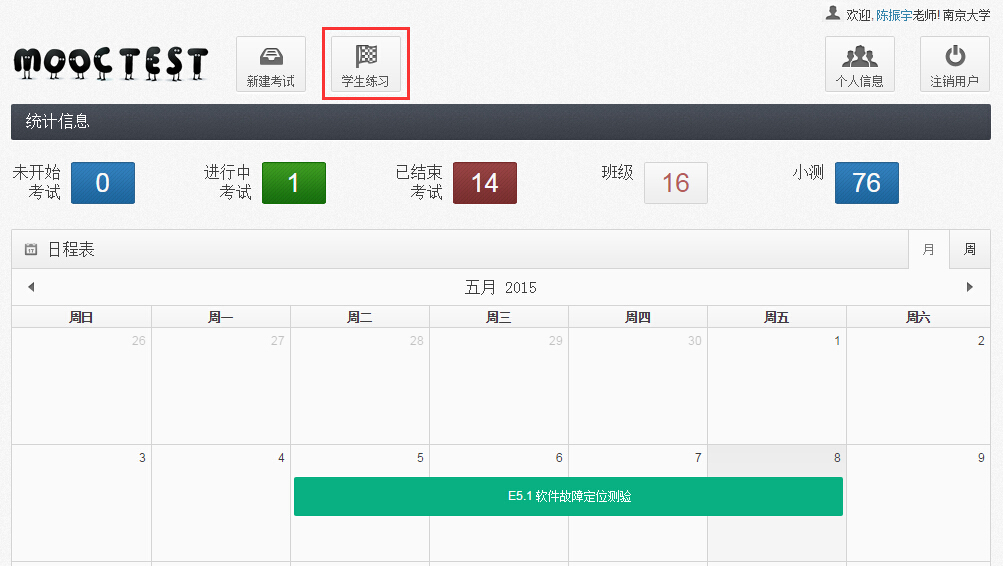 欢迎, 陈振宇老师! 南京大学
MOOCTEST
新建考试
学生练习
个人信息
注销用户
统计信息
未开始
考试
0
进行中
考试
1
已结束
考试
14
班级
16
小测
76
日程表
月
周
五月 2015
周日 周一 周二 周三 周四 周五 周六
26 27 28 29 30 1 2
3 4 5 6 7 8 9
E5.1 软件故障定位测验